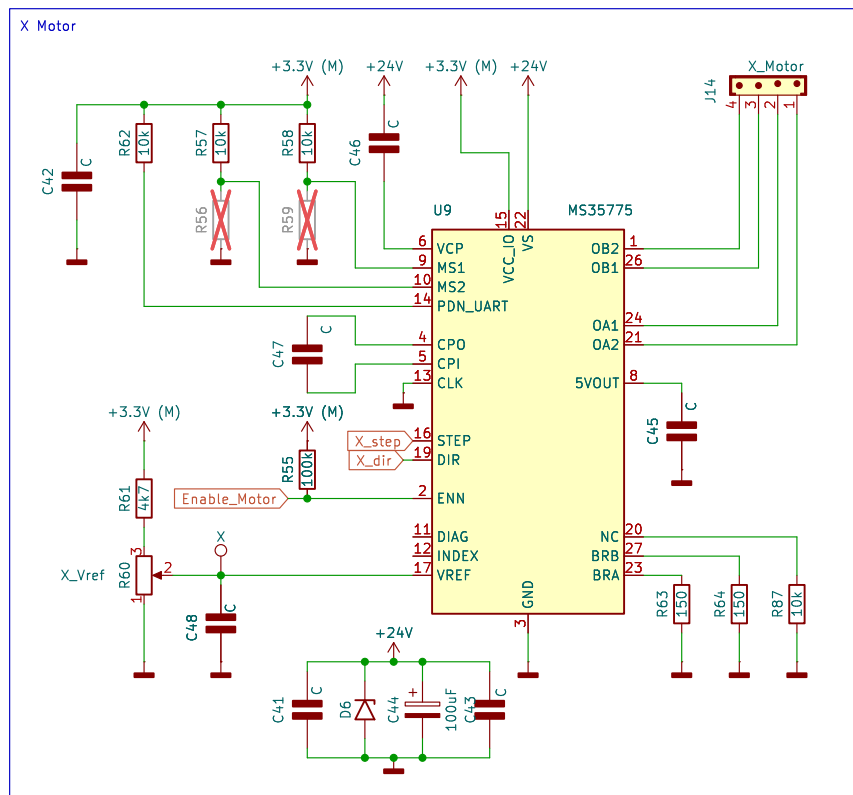 X Motor
+3.3V (M)
+24V
+3.3V (M)
+24V
X_Motor
J14
4
3
2
1
R62
10k
R57
10k
R58
10k
C46
C
C42
C
R56
R59
U9
MS35775
15
VCC_IO
22
VS
6
VCP
9
MS1
10
MS2
14
PDN_UART
OB2
1
OB1
26
OA1
24
OA2
21
C47
C
4
CPO
5
CPI
13
CLK
5VOUT
8
C45
C
+3.3V (M)
+3.3V (M)
R55
100k
X_step
16
STEP
X_dir
19
DIR
Enable_Motor
2
ENN
R61
4k7
11
DIAG
12
INDEX
17
VREF
NC
20
BRB
27
BRA
23
X
X_Vref
R60
3
2
1
C48
C
GND
3
R63
150
R64
150
R87
10k
+24V
C41
C
D6
C44
+
100uF
C43
C